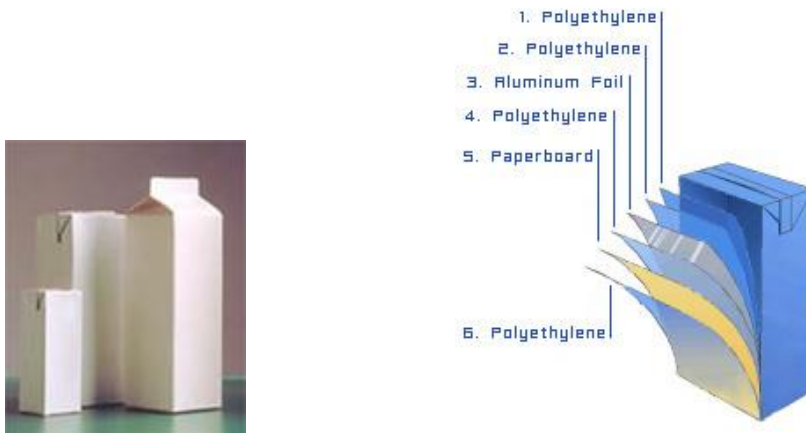 1. Polyethylene
2. Polyethylene
3. Aluminum Foil
4. Polyethylene
5. Paperboard
6. Polyethylene